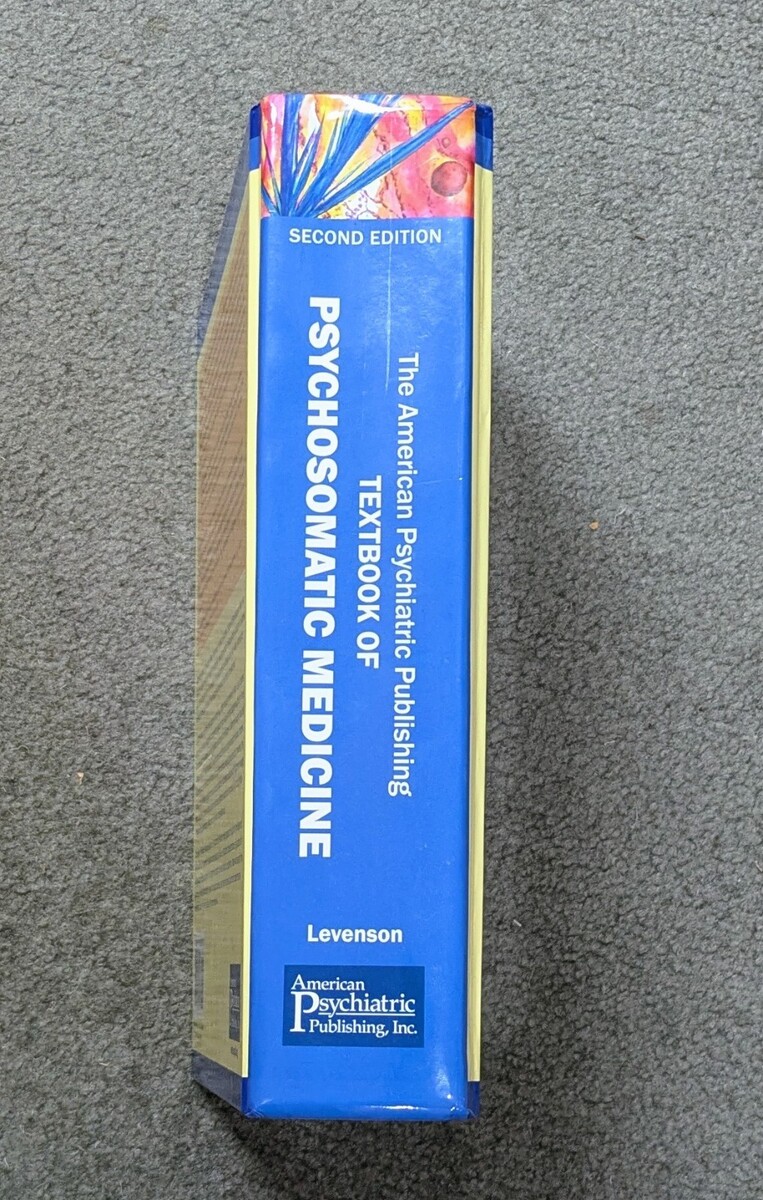 SECOND EDITION
The American Psychiatric Publishing
TEXTBOOK OF
PSYCHOSOMATIC MEDICINE
Levenson
American
Psychiatric
Publishing, Inc.